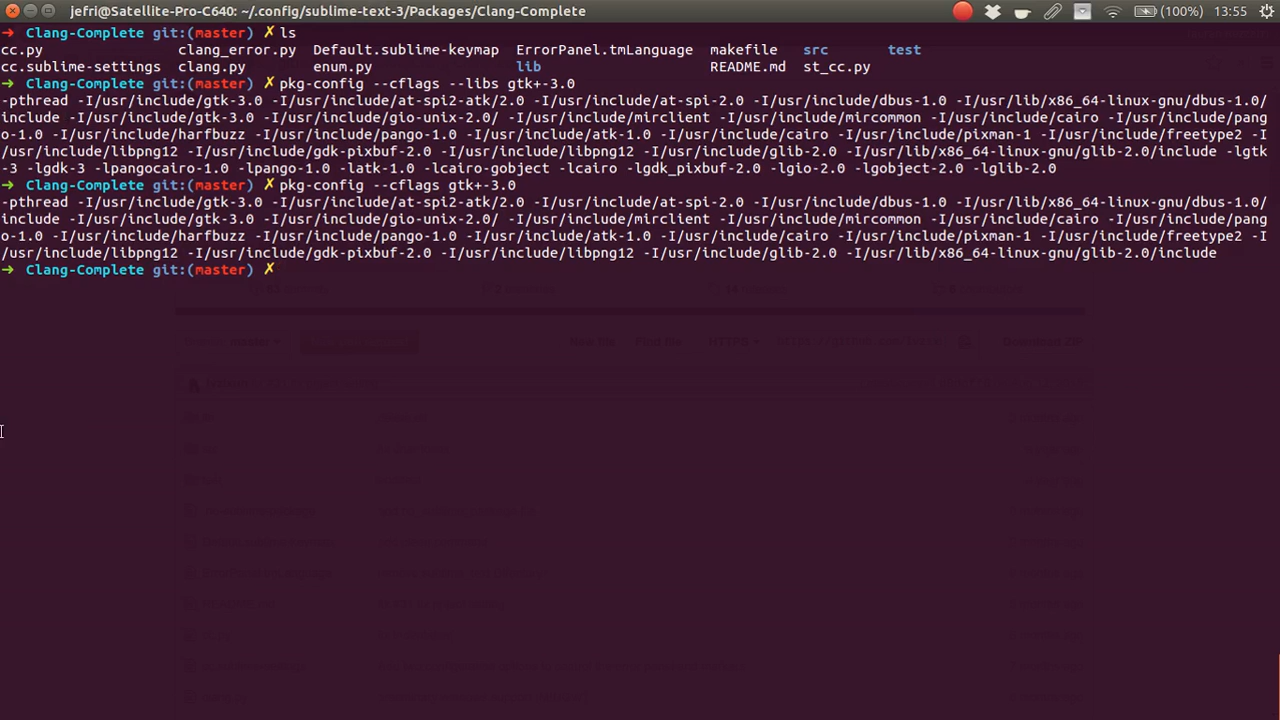 jefri@Satellite-Pro-C640: ~/.config/sublime-text-3/Packages/Clang-Complete (100%) 13:55
➜ Clang-Complete git:(master) ✗ ls
cc.py clang_error.py Default.sublime-keymap ErrorPanel.tmLanguage makefile src test
cc.sublime-settings clang.py enum.py lib README.md st_cc.py
➜ Clang-Complete git:(master) ✗ pkg-config --cflags --libs gtk+-3.0
-pthread -I/usr/include/gtk-3.0 -I/usr/include/at-spi2-atk/2.0 -I/usr/include/at-spi-2.0 -I/usr/include/dbus-1.0 -I/usr/lib/x86_64-linux-gnu/dbus-1.0/
include -I/usr/include/gtk-3.0 -I/usr/include/gio-unix-2.0/ -I/usr/include/mirclient -I/usr/include/mircommon -I/usr/include/cairo -I/usr/include/pang
o-1.0 -I/usr/include/harfbuzz -I/usr/include/pango-1.0 -I/usr/include/atk-1.0 -I/usr/include/cairo -I/usr/include/pixman-1 -I/usr/include/freetype2 -I
/usr/include/libpng12 -I/usr/include/gdk-pixbuf-2.0 -I/usr/include/libpng12 -I/usr/include/glib-2.0 -I/usr/lib/x86_64-linux-gnu/glib-2.0/include -lgtk
-3 -lgdk-3 -lpangocairo-1.0 -lpango-1.0 -latk-1.0 -lcairo-gobject -lcairo -lgdk_pixbuf-2.0 -lgio-2.0 -lgobject-2.0 -lglib-2.0
➜ Clang-Complete git:(master) ✗ pkg-config --cflags gtk+-3.0
-pthread -I/usr/include/gtk-3.0 -I/usr/include/at-spi2-atk/2.0 -I/usr/include/at-spi-2.0 -I/usr/include/dbus-1.0 -I/usr/lib/x86_64-linux-gnu/dbus-1.0/
include -I/usr/include/gtk-3.0 -I/usr/include/gio-unix-2.0/ -I/usr/include/mirclient -I/usr/include/mircommon -I/usr/include/cairo -I/usr/include/pang
o-1.0 -I/usr/include/harfbuzz -I/usr/include/pango-1.0 -I/usr/include/atk-1.0 -I/usr/include/cairo -I/usr/include/pixman-1 -I/usr/include/freetype2 -I
/usr/include/libpng12 -I/usr/include/gdk-pixbuf-2.0 -I/usr/include/libpng12 -I/usr/include/glib-2.0 -I/usr/lib/x86_64-linux-gnu/glib-2.0/include
➜ Clang-Complete git:(master) ✗